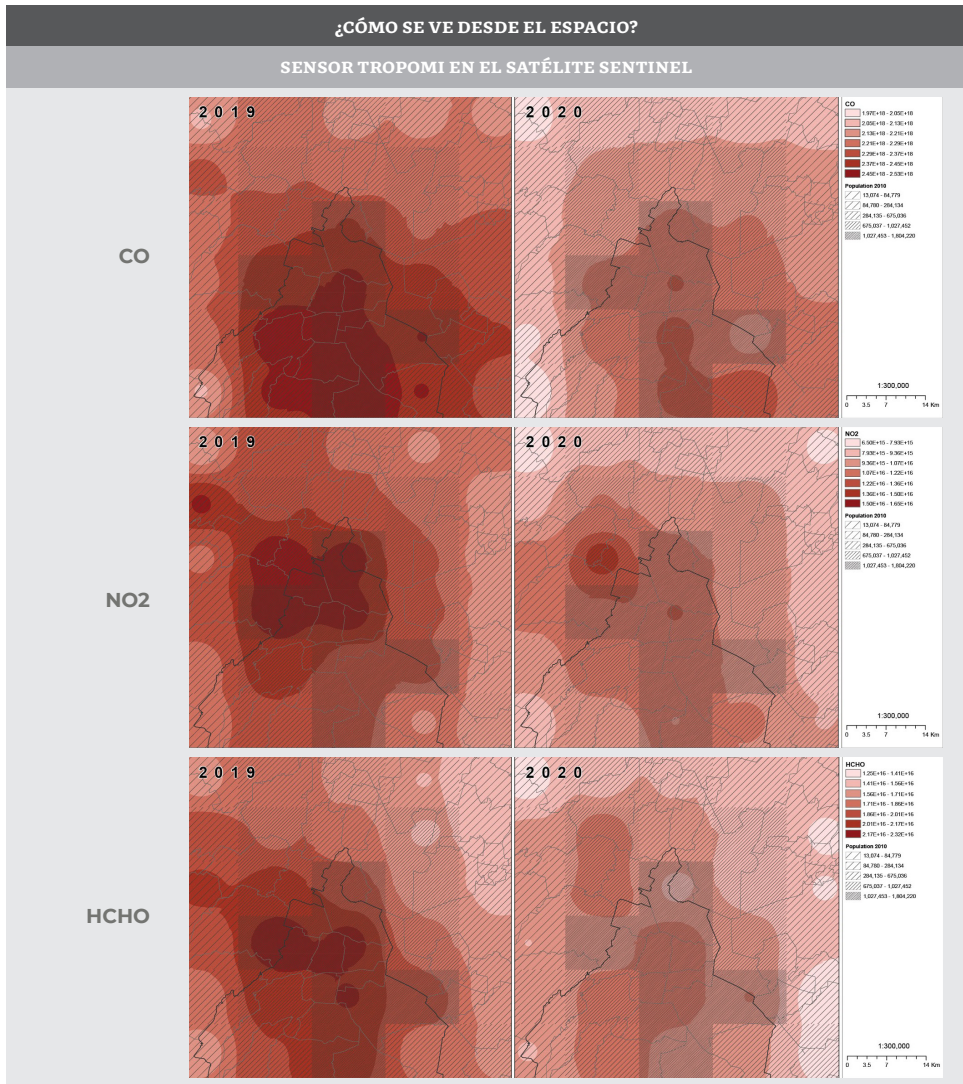 ¿CÓMO SE VE DESDE EL ESPACIO?
SENSOR TROPOMI EN EL SATÉLITE SENTINEL
CO
2019
2020
CO
1.97E+18 - 2.05E+18
2.05E+18 - 2.13E+18
2.13E+18 - 2.21E+18
2.21E+18 - 2.29E+18
2.29E+18 - 2.37E+18
2.37E+18 - 2.45E+18
2.45E+18 - 2.53E+18
Population 2010
13,074 - 84,779
84,780 - 284,134
284,135 - 675,036
675,037 - 1,027,452
1,027,453 - 1,804,220
1:300,000
0 3.5 7 14 Km
NO2
2019
2020
NO2
6.50E+15 - 7.93E+15
7.93E+15 - 9.36E+15
9.36E+15 - 1.07E+16
1.07E+16 - 1.22E+16
1.22E+16 - 1.36E+16
1.36E+16 - 1.50E+16
1.50E+16 - 1.65E+16
Population 2010
13,074 - 84,779
84,780 - 284,134
284,135 - 675,036
675,037 - 1,027,452
1,027,453 - 1,804,220
1:300,000
0 3.5 7 14 Km
HCHO
2019
2020
HCHO
1.25E+16 - 1.41E+16
1.41E+16 - 1.56E+16
1.56E+16 - 1.71E+16
1.71E+16 - 1.86E+16
1.86E+16 - 2.01E+16
2.01E+16 - 2.17E+16
2.17E+16 - 2.32E+16
Population 2010
13,074 - 84,779
84,780 - 284,134
284,135 - 675,036
675,037 - 1,027,452
1,027,453 - 1,804,220
1:300,000
0 3.5 7 14 Km